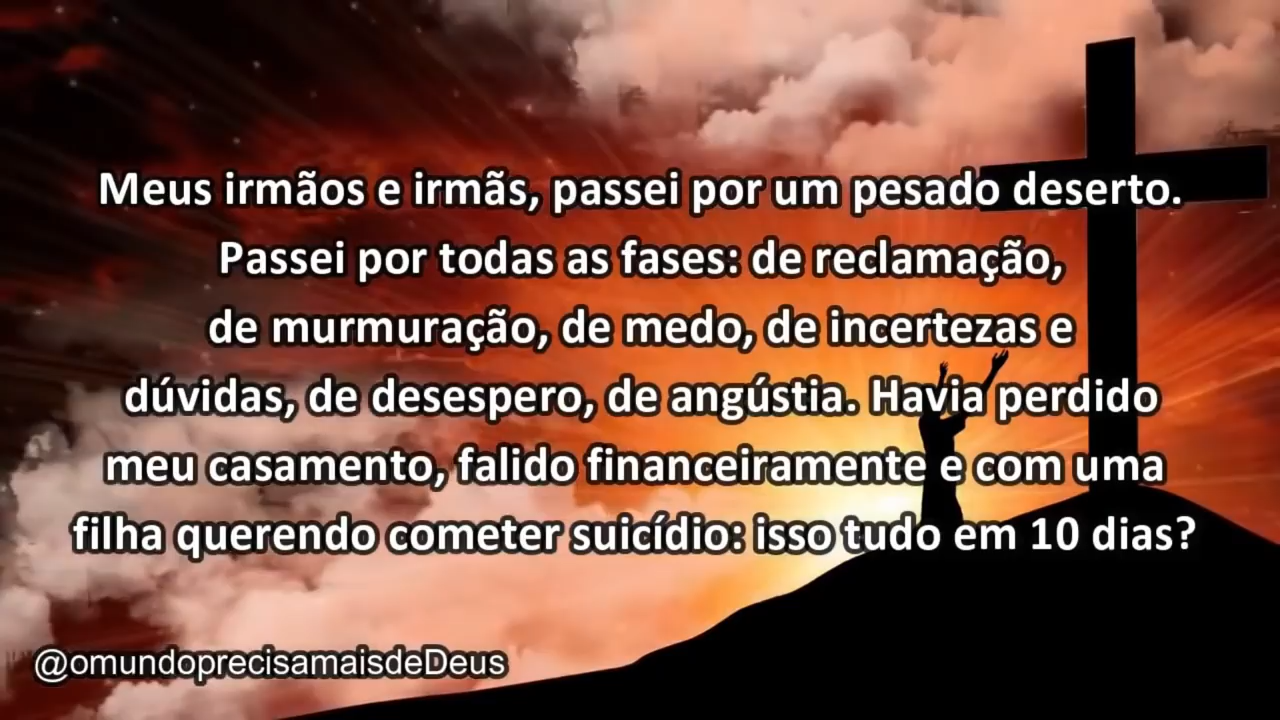 Meus irmãos e irmãs, passei por um pesado deserto.
Passei por todas as fases: de reclamação,
de murmuração, de medo, de incertezas e
dúvidas, de desespero, de angústia. Havia perdido
meu casamento, falido financeiramente e com uma
filha querendo cometer suicídio: isso tudo em 10 dias?
@omundoprecisamaisdeDeus